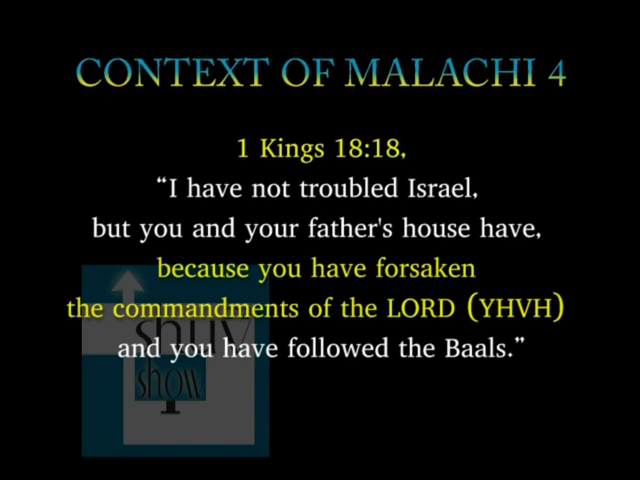 CONTEXT OF MALACHI 4
1 Kings 18:18,
“I have not troubled Israel,
but you and your father's house have,
because you have forsaken
the commandments of the LORD (YHVH)
and you have followed the Baals.”
show